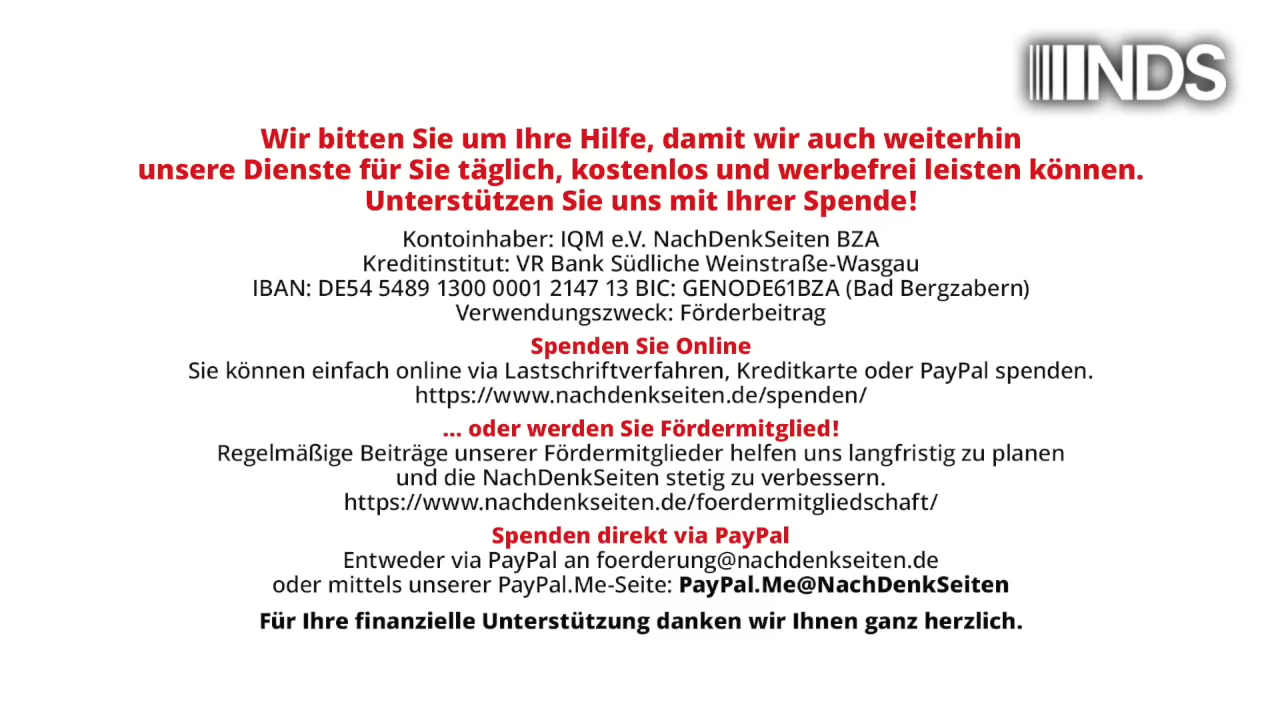 NDS
Wir bitten Sie um Ihre Hilfe, damit wir auch weiterhin
unsere Dienste für Sie täglich, kostenlos und werbefrei leisten können.
Unterstützen Sie uns mit Ihrer Spende!
Kontoinhaber: IQM e.V. NachDenkSeiten BZA
Kreditinstitut: VR Bank Südliche Weinstraße-Wasgau
IBAN: DE54 5489 1300 0001 2147 13 BIC: GENODE61BZA (Bad Bergzabern)
Verwendungszweck: Förderbeitrag
Spenden Sie Online
Sie können einfach online via Lastschriftverfahren, Kreditkarte oder PayPal spenden.
https://www.nachdenkseiten.de/spenden/
... oder werden Sie Fördermitglied!
Regelmäßige Beiträge unserer Fördermitglieder helfen uns langfristig zu planen
und die NachDenkSeiten stetig zu verbessern.
https://www.nachdenkseiten.de/foerdermitgliedschaft/
Spenden direkt via PayPal
Entweder via PayPal an foerderung@nachdenkseiten.de
oder mittels unserer PayPal.Me-Seite: PayPal.Me@NachDenkSeiten
Für Ihre finanzielle Unterstützung danken wir Ihnen ganz herzlich.